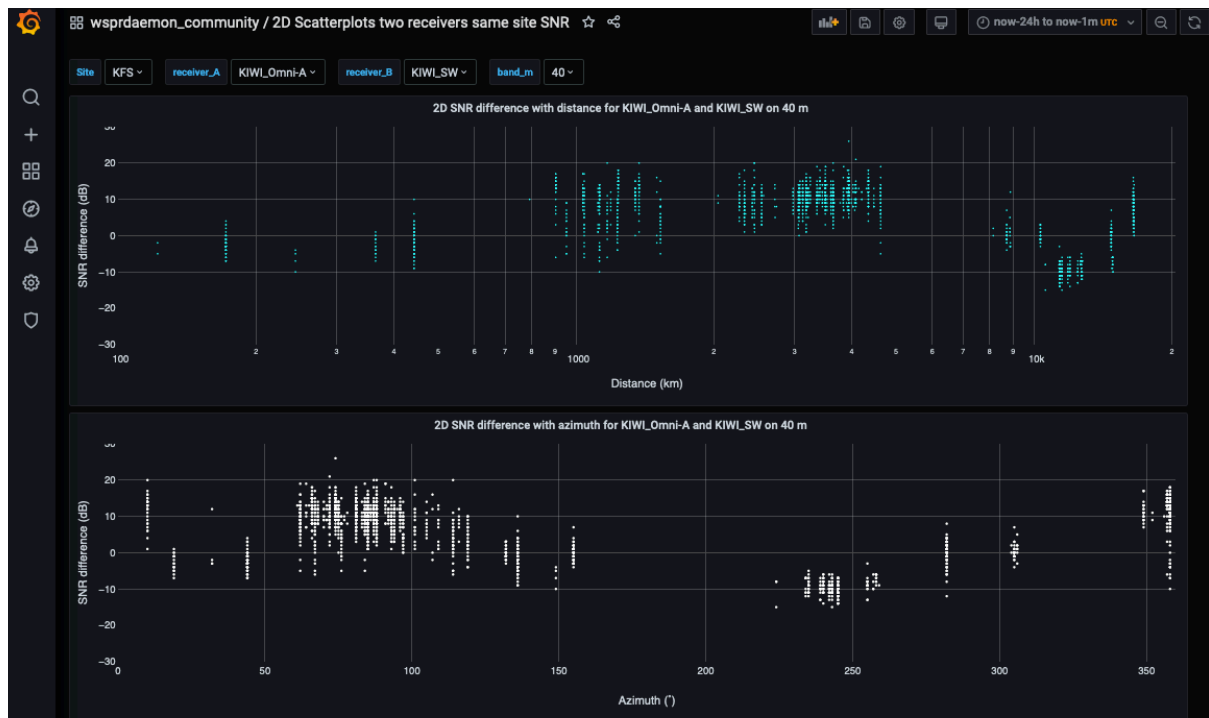 wsprdaemon_community / 2D Scatterplots two receivers same site SNR
now-24h to now-1m UTC
Site KFS receiver_A KIWI_Omni-A receiver_B KIWI_SW band_m 40
2D SNR difference with distance for KIWI_Omni-A and KIWI_SW on 40 m
SNR difference (dB)
20
10
0
−10
−20
−30
2 3 4 5 6 7 8 9 2 3 4 5 6 7 8 9 2
100 1000 10k
Distance (km)
2D SNR difference with azimuth for KIWI_Omni-A and KIWI_SW on 40 m
SNR difference (dB)
20
10
0
−10
−20
−30
0 50 100 150 200 250 300 350
Azimuth (°)